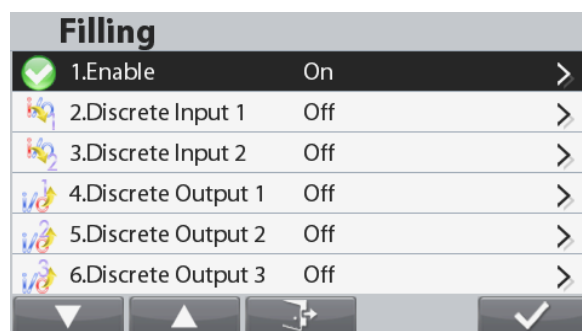 Filling
1.Enable On
2.Discrete Input 1 Off
3.Discrete Input 2 Off
4.Discrete Output 1 Off
5.Discrete Output 2 Off
6.Discrete Output 3 Off